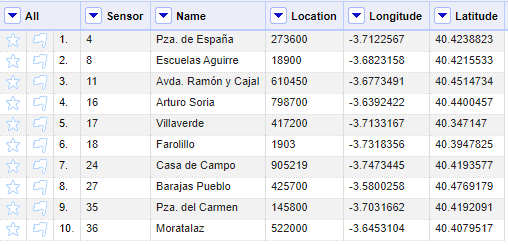 All Sensor Name Location Longitude Latitude
1. 4 Pza. de España 273600 -3.7122567 40.4238823
2. 8 Escuelas Aguirre 18900 -3.6823158 40.4215533
3. 11 Avda. Ramón y Cajal 610450 -3.6773491 40.4514734
4. 16 Arturo Soria 798700 -3.6392422 40.4400457
5. 17 Villaverde 417200 -3.7133167 40.347147
6. 18 Farolillo 1903 -3.7318356 40.3947825
7. 24 Casa de Campo 905219 -3.7473445 40.4193577
8. 27 Barajas Pueblo 425700 -3.5800258 40.4769179
9. 35 Pza. del Carmen 145800 -3.7031662 40.4192091
10. 36 Moratalaz 522000 -3.6453104 40.4079517